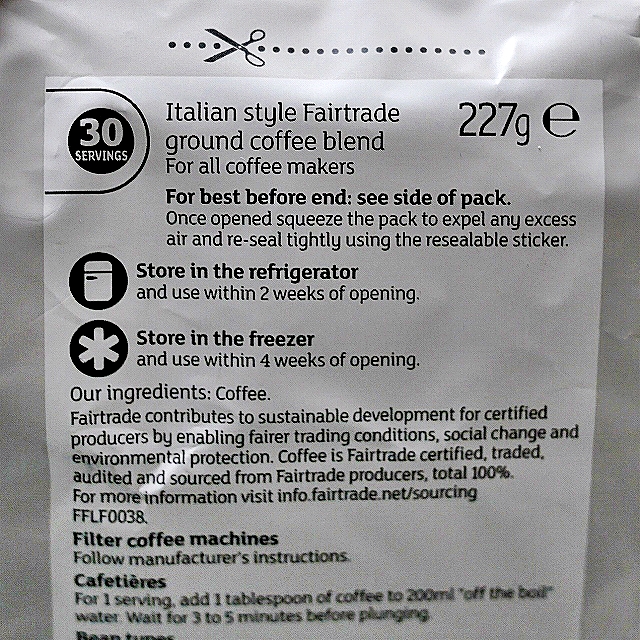 30
SERVINGS
Italian style Fairtrade
ground coffee blend
For all coffee makers
227g e
For best before end: see side of pack.
Once opened squeeze the pack to expel any excess
air and re-seal tightly using the resealable sticker.
Store in the refrigerator
and use within 2 weeks of opening.
Store in the freezer
and use within 4 weeks of opening.
Our ingredients: Coffee.
Fairtrade contributes to sustainable development for certified
producers by enabling fairer trading conditions, social change and
environmental protection. Coffee is Fairtrade certified, traded,
audited and sourced from Fairtrade producers, total 100%.
For more information visit info.fairtrade.net/sourcing
FFLF0038.
Filter coffee machines
Follow manufacturer's instructions.
Cafetières
For 1 serving, add 1 tablespoon of coffee to 200ml "off the boil"
water. Wait for 3 to 5 minutes before plunging.
Bean types